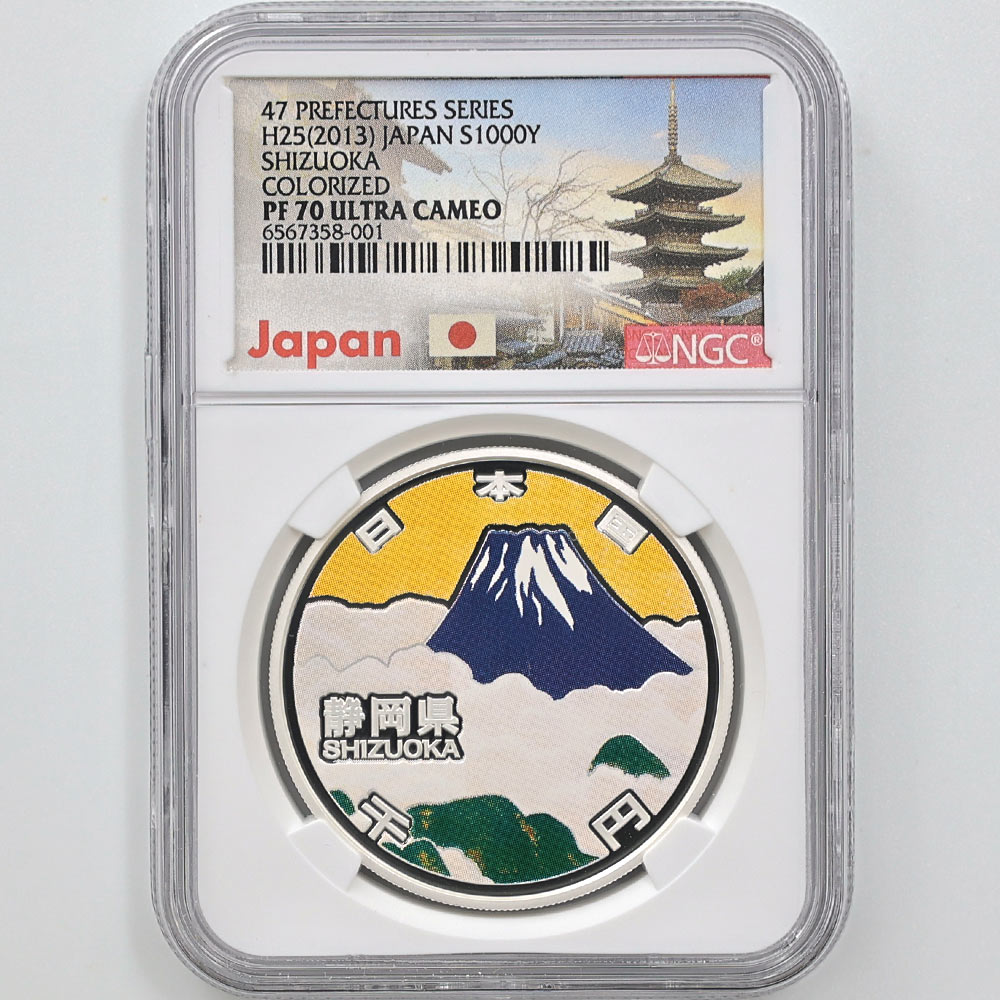 47 PREFECTURES SERIES
H25(2013) JAPAN S1000Y
SHIZUOKA
COLORIZED
PF 70 ULTRA CAMEO
6567358-001
Japan
NGC®
日本国
静岡県
SHIZUOKA
千円